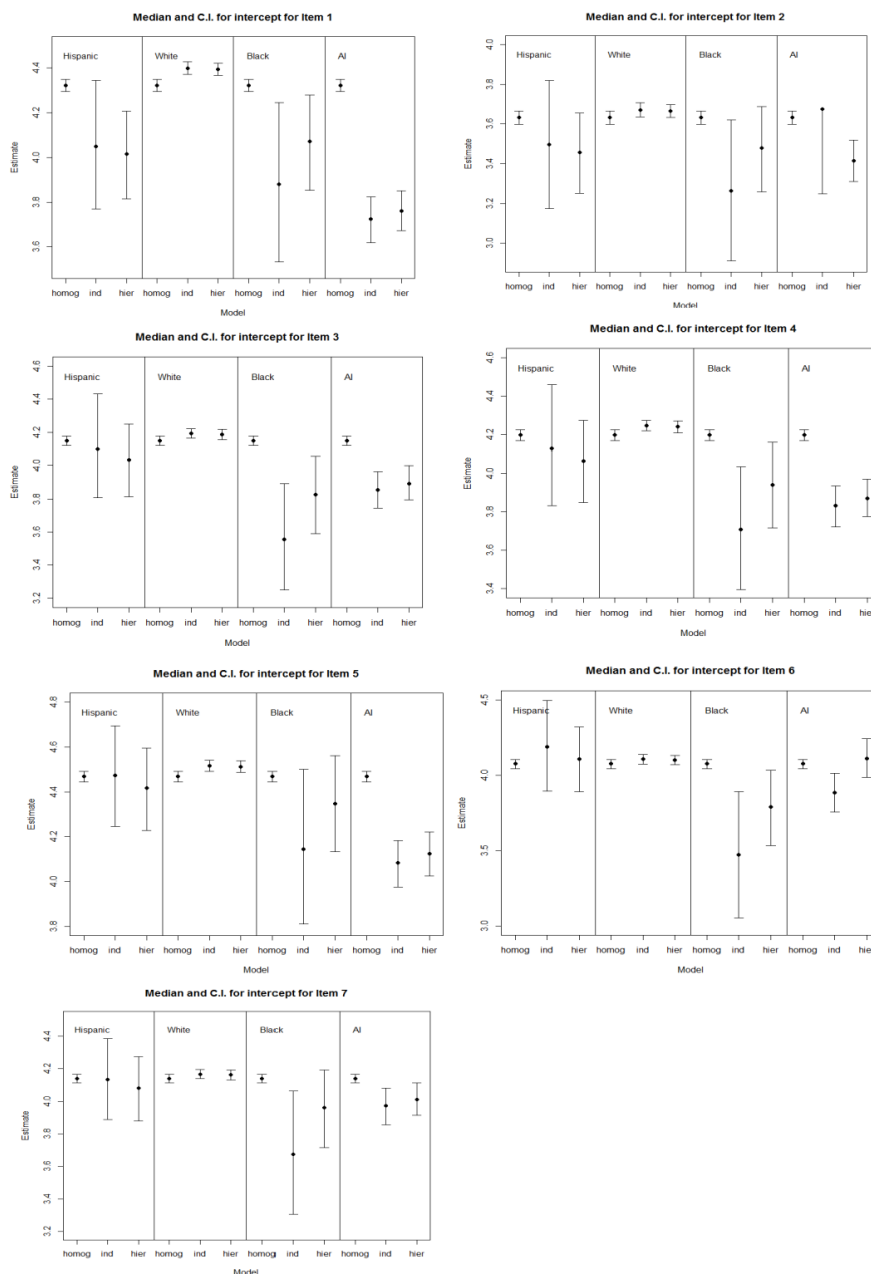 Median and C.I. for intercept for Item 1
Hispanic White Black AI
Estimate
3.6 3.8 4.0 4.2 4.4
homog ind hier homog ind hier homog ind hier homog ind hier
Model
Median and C.I. for intercept for Item 2
Hispanic White Black AI
Estimate
3.0 3.2 3.4 3.6 3.8 4.0
homog ind hier homog ind hier homog ind hier homog ind hier
Model
Median and C.I. for intercept for Item 3
Hispanic White Black AI
Estimate
3.2 3.4 3.6 3.8 4.0 4.2 4.4 4.6
homog ind hier homog ind hier homog ind hier homog ind hier
Model
Median and C.I. for intercept for Item 4
Hispanic White Black AI
Estimate
3.4 3.6 3.8 4.0 4.2 4.4 4.6
homog ind hier homog ind hier homog ind hier homog ind hier
Model
Median and C.I. for intercept for Item 5
Hispanic White Black AI
Estimate
3.8 4.0 4.2 4.4 4.6 4.8
homog ind hier homog ind hier homog ind hier homog ind hier
Model
Median and C.I. for intercept for Item 6
Hispanic White Black AI
Estimate
3.0 3.5 4.0 4.5
homog ind hier homog ind hier homog ind hier homog ind hier
Model
Median and C.I. for intercept for Item 7
Hispanic White Black AI
Estimate
3.2 3.4 3.6 3.8 4.0 4.2 4.4
homog ind hier homog ind hier homog ind hier homog ind hier
Model